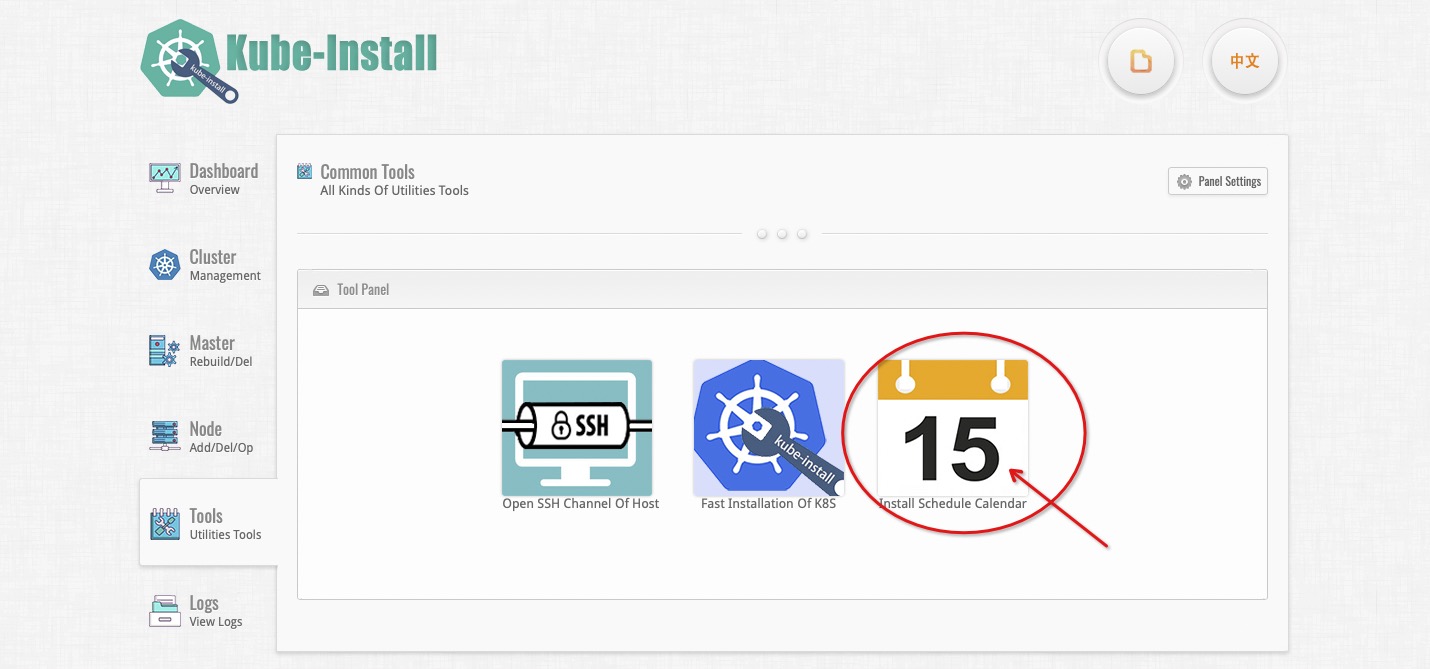 kube-install
Kube-Install
中文
Dashboard
Overview
Cluster
Management
Master
Rebuild/Del
Node
Add/Del/Op
Tools
Utilities Tools
Logs
View Logs
Common Tools
All Kinds Of Utilities Tools
Panel Settings
Tool Panel
SSH
Open SSH Channel Of Host
kube-install
Fast Installation Of K8S
15
Install Schedule Calendar